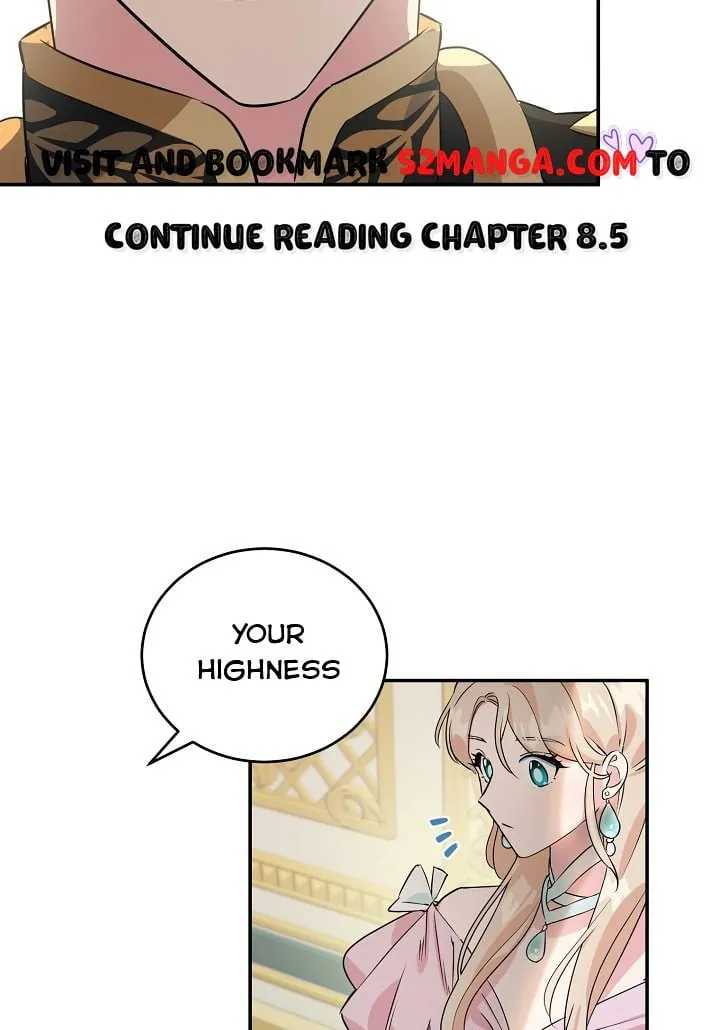 VISIT AND BOOKMARK S2MANGA.COM TO
CONTINUE READING CHAPTER 8.5
YOUR
HIGHNESS